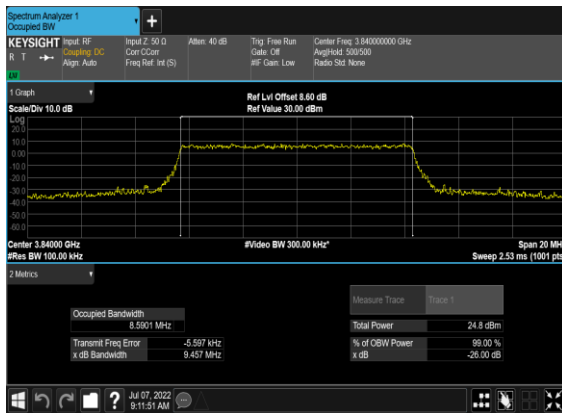 Spectrum Analyzer 1
Occupied BW
KEYSIGHT
R T
Input: RF
Coupling: DC
Align: Auto
Input Z: 50 Ω
Corr CCorr
Freq Ref: Int (S)
Atten: 40 dB
Trig: Free Run
Gate: Off
#IF Gain: Low
Center Freq: 3.840000000 GHz
Avg|Hold: 500/500
Radio Std: None
1 Graph
Scale/Div 10.0 dB
Ref Lvl Offset 8.60 dB
Ref Value 30.00 dBm
Log
20.0
10.0
0.00
-10.0
-20.0
-30.0
-40.0
-50.0
-60.0
Center 3.84000 GHz
#Res BW 100.00 kHz
#Video BW 300.00 kHz*
Span 20 MH
Sweep 2.53 ms (1001 pts
2 Metrics
Measure Trace
Trace 1
Occupied Bandwidth
8.5901 MHz
Total Power
24.8 dBm
Transmit Freq Error
-5.597 kHz
% of OBW Power
99.00 %
x dB Bandwidth
9.457 MHz
x dB
-26.00 dB
?
Jul 07, 2022
9:11:51 AM